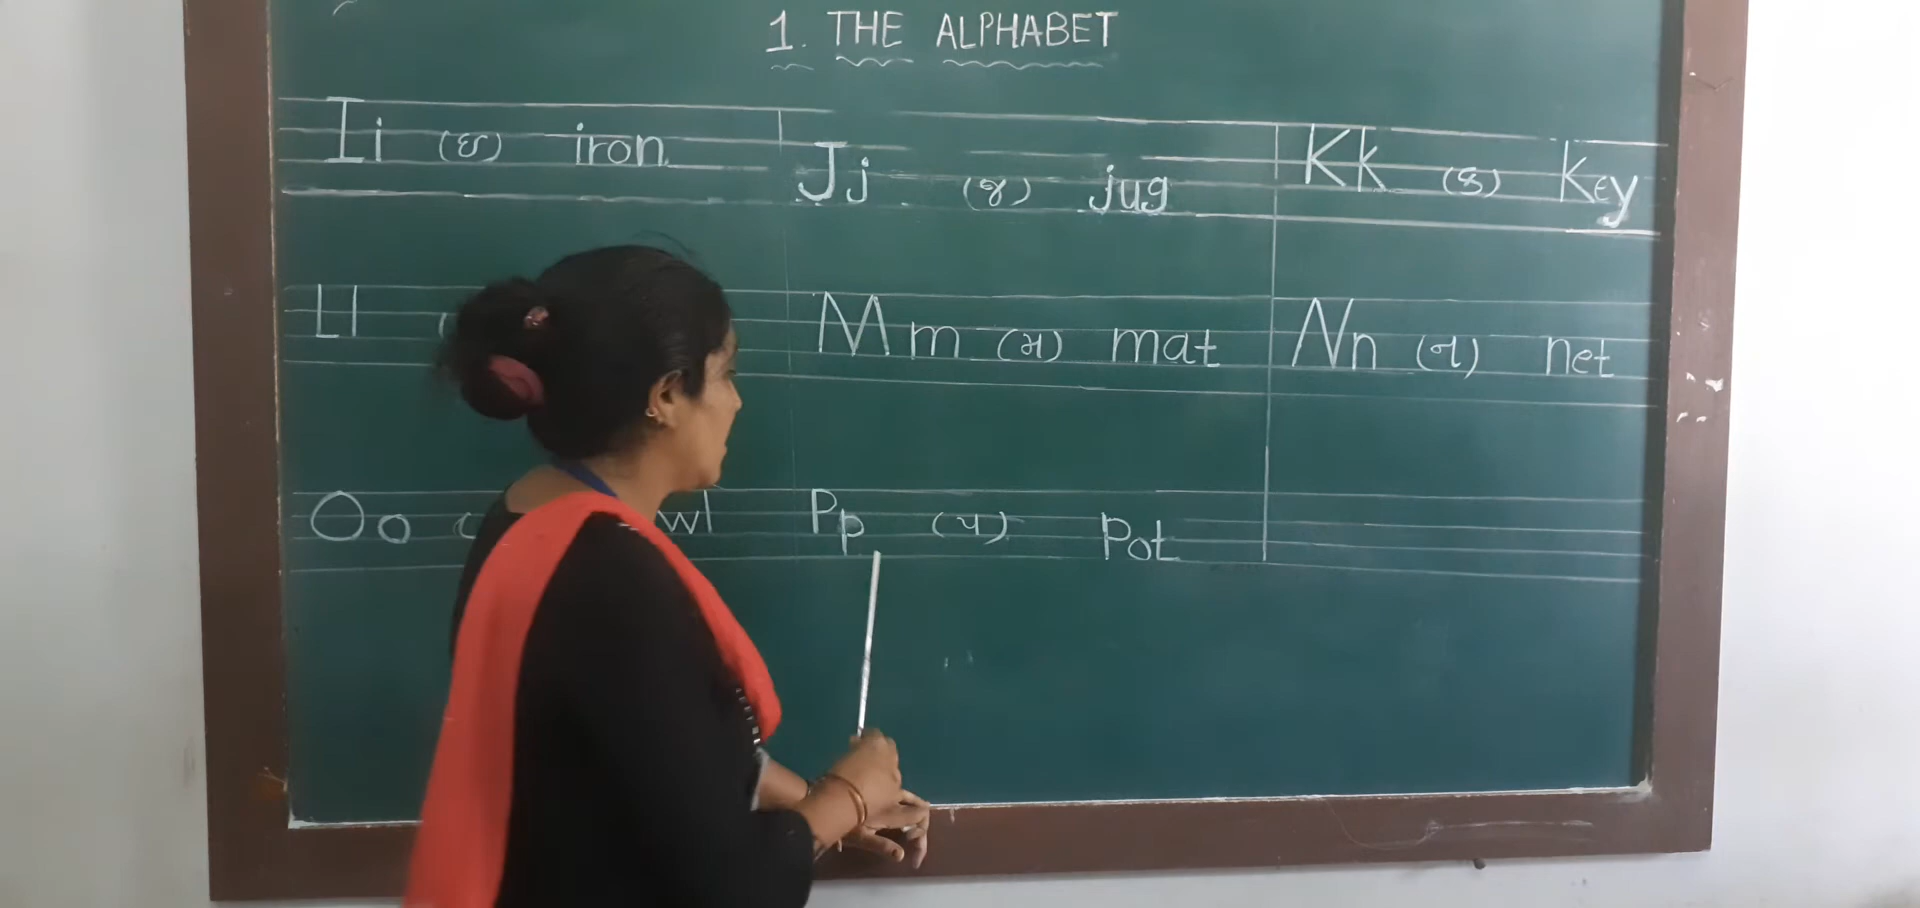 1. THE ALPHABET
Ii (ઇ) iron Jj (જ) jug Kk (ક) Key
Ll Mm (મ) mat Nn (ન) net
Oo Pp (પ) Pot